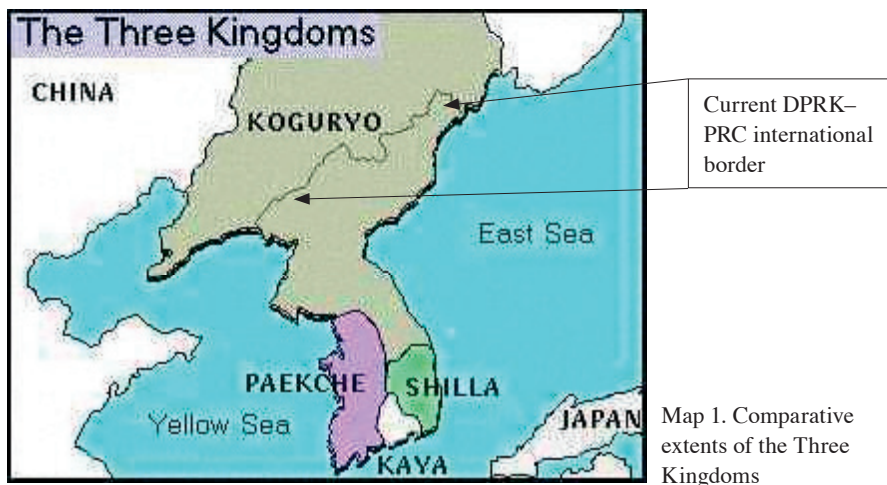 The Three Kingdoms
CHINA
KOGURYO
Current DPRK–
PRC international
border
East Sea
PAEKCHE
SHILLA
Yellow Sea
JAPAN
KAYA
Map 1. Comparative
extents of the Three
Kingdoms